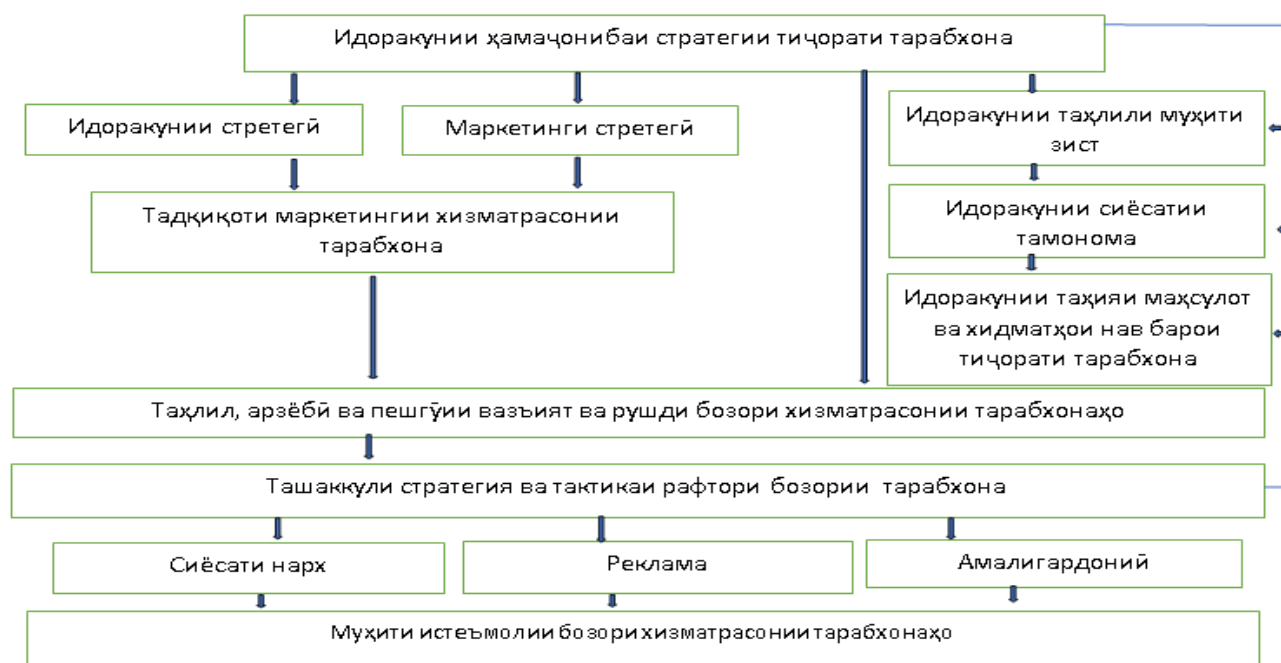 Идоракунии ҳамаҷонибаи стратегии тиҷорати тарабхона
Идоракунии стретегӣ
Маркетинги стретегӣ
Идоракунии таҳлили муҳити
зист
Тадқиқоти маркетингии хизматрасонии
тарабхона
Идоракунии сиёсатии
тамонома
Идоракунии таҳияи маҳсулот
ва хидматҳои нав барои
тиҷорати тарабхона
Таҳлил, арзёбӣ ва пешгӯии вазъият ва рушди бозори хизматрасонии тарабхонаҳо
Ташаккули стратегия ва тактикаи рафтори бозории тарабхона
Сиёсати нарх
Реклама
Амалигардонӣ
Муҳити истеъмолии бозори хизматрасонии тарабхонаҳо